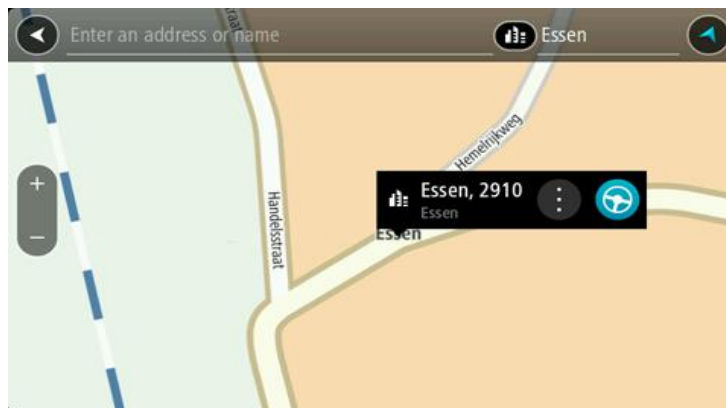 Enter an address or name
Essen
Hemelrijkweg
Essen, 2910
Essen
Essen
Handelsstraat